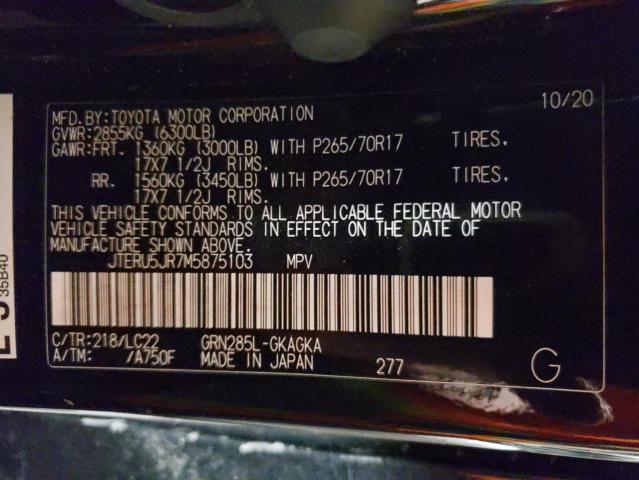 10/20
MFD.BY:TOYOTA MOTOR CORPORATION
GVWR:2855KG (6300LB)
GAWR:FRT. 1360KG (3000LB) WITH P265/70R17 TIRES,
17X7 1/2J RIMS.
RR. 1560KG (3450LB) WITH P265/70R17 TIRES,
17X7 1/2J RIMS.
THIS VEHICLE CONFORMS TO ALL APPLICABLE FEDERAL MOTOR
VEHICLE SAFETY STANDARDS IN EFFECT ON THE DATE OF
MANUFACTURE SHOWN ABOVE.
JTERU5JR7M5875103 MPV
C/TR:218/LC22 GRN285L-GKAGKA
A/TM: /A750F MADE IN JAPAN 277 G
35B40